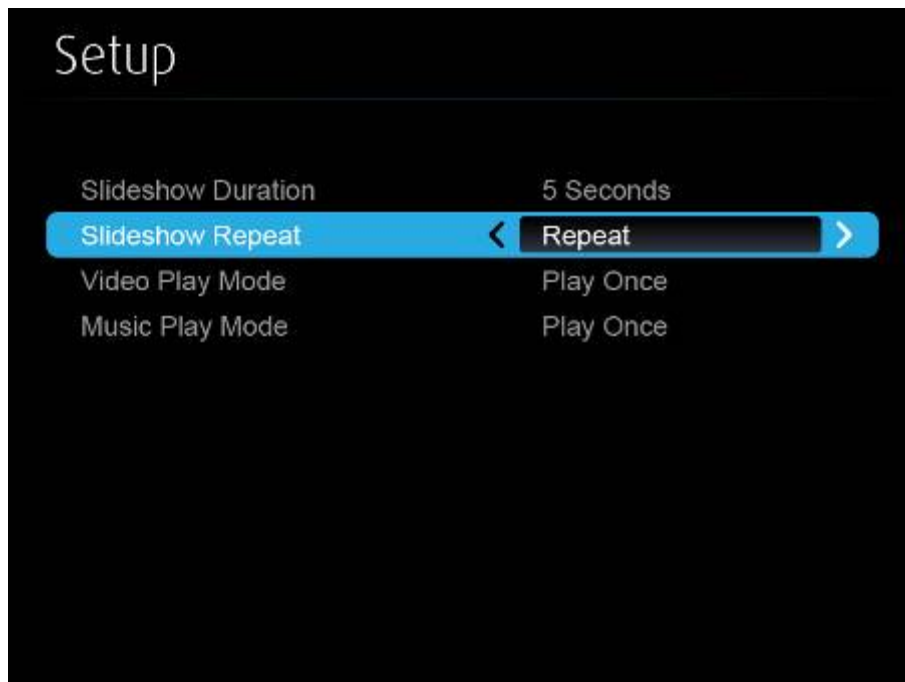 Setup
Slideshow Duration 5 Seconds
Slideshow Repeat Repeat
Video Play Mode Play Once
Music Play Mode Play Once